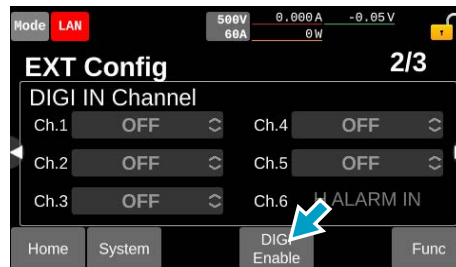 Mode LAN 500V 0.000A -0.05V
60A 0W
EXT Config 2/3
DIGI IN Channel
Ch.1 OFF Ch.4 OFF
Ch.2 OFF Ch.5 OFF
Ch.3 OFF Ch.6 ALARM IN
Home System DIGI Func
Enable